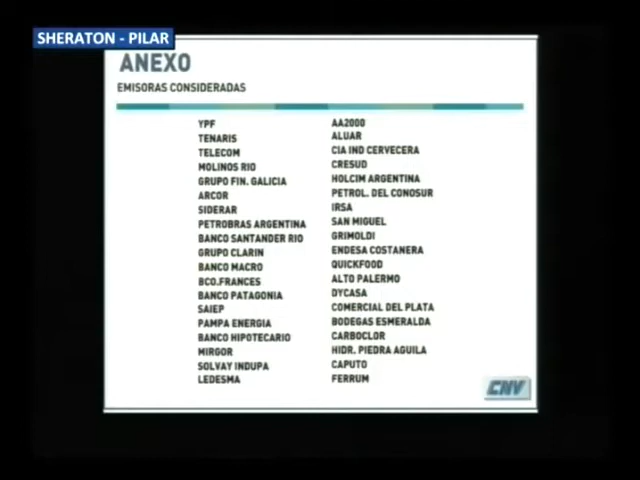 SHERATON - PILAR
ANEXO
EMISORAS CONSIDERADAS
YPF
TENARIS
TELECOM
MOLINOS RIO
GRUPO FIN. GALICIA
ARCOR
SIDERAR
PETROBRAS ARGENTINA
BANCO SANTANDER RIO
GRUPO CLARIN
BANCO MACRO
BCO.FRANCES
BANCO PATAGONIA
SAIEP
PAMPA ENERGIA
BANCO HIPOTECARIO
MIRGOR
SOLVAY INDUPA
LEDESMA
AA2000
ALUAR
CIA IND CERVECERA
CRESUD
HOLCIM ARGENTINA
PETROL. DEL CONOSUR
IRSA
SAN MIGUEL
GRIMOLDI
ENDESA COSTANERA
QUICKFOOD
ALTO PALERMO
DYCASA
COMERCIAL DEL PLATA
BODEGAS ESMERALDA
CARBOCLOR
HIDR. PIEDRA AGUILA
CAPUTO
FERRUM
CNV